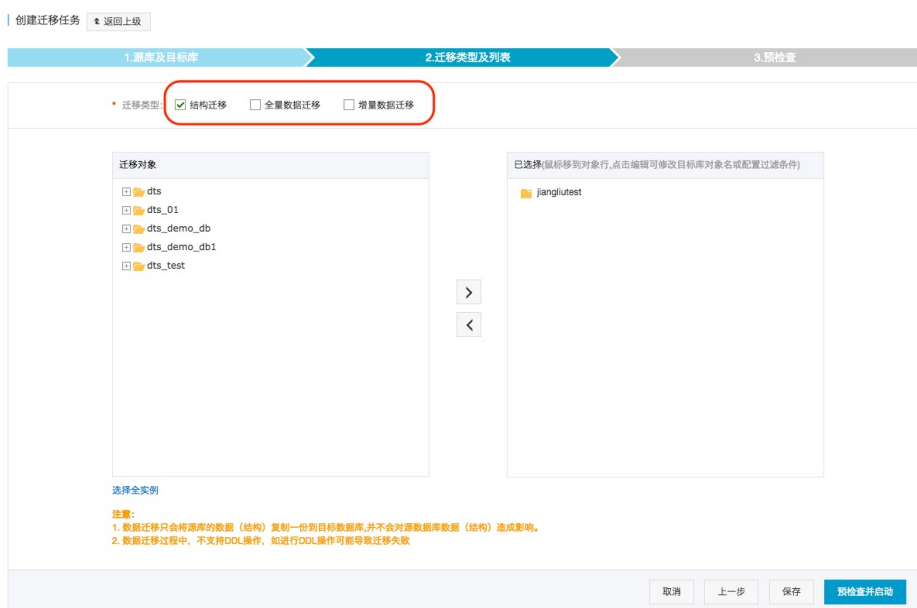 创建迁移任务 返回上级
1.源库及目标库 2.迁移类型及列表 3.预检查
* 迁移类型: 结构迁移 全量数据迁移 增量数据迁移
迁移对象
dts
dts_01
dts_demo_db
dts_demo_db1
dts_test
已选择(鼠标移到对象行,点击编辑可修改目标库对象名或配置过滤条件)
jiangliutest
选择全实例
注意:
1. 数据迁移只会将源库的数据（结构）复制一份到目标数据库,并不会对源数据库数据（结构）造成影响。
2. 数据迁移过程中，不支持DDL操作，如进行DDL操作可能导致迁移失败
取消 上一步 保存 预检查并启动